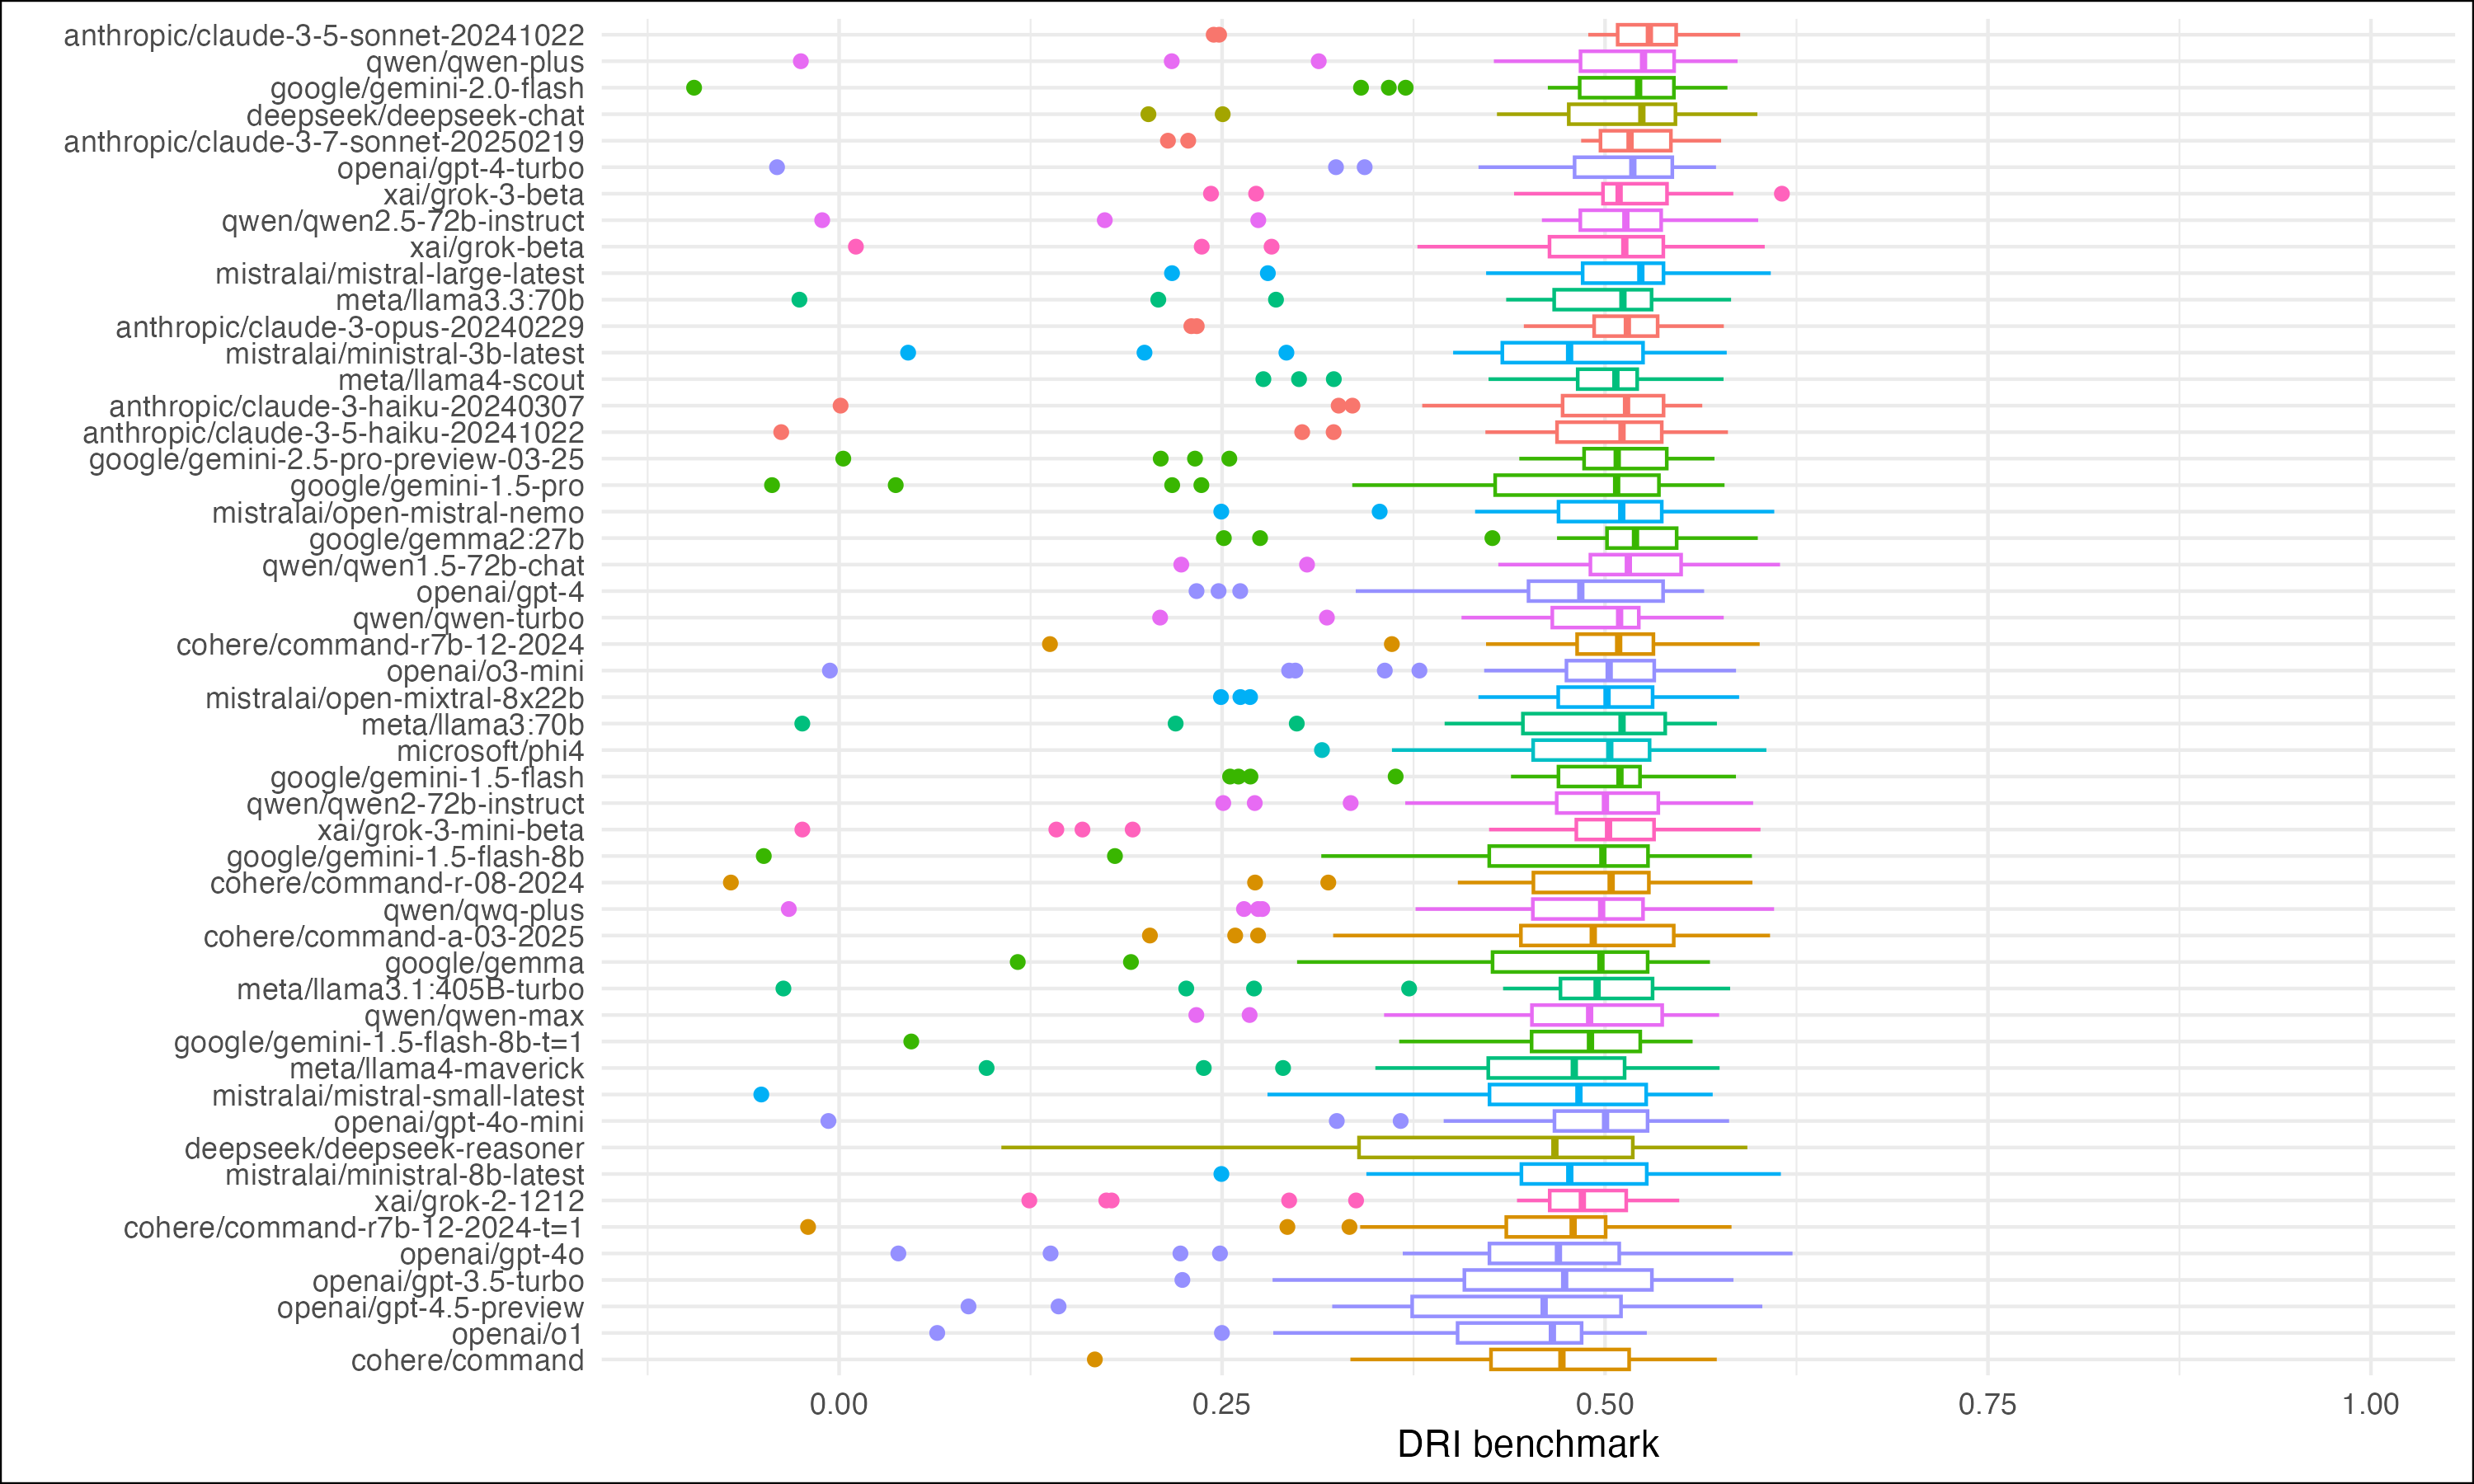 anthropic/claude-3-5-sonnet-20241022
qwen/qwen-plus
google/gemini-2.0-flash
deepseek/deepseek-chat
anthropic/claude-3-7-sonnet-20250219
openai/gpt-4-turbo
xai/grok-3-beta
qwen/qwen2.5-72b-instruct
xai/grok-beta
mistralai/mistral-large-latest
meta/llama3.3:70b
anthropic/claude-3-opus-20240229
mistralai/ministral-3b-latest
meta/llama4-scout
anthropic/claude-3-haiku-20240307
anthropic/claude-3-5-haiku-20241022
google/gemini-2.5-pro-preview-03-25
google/gemini-1.5-pro
mistralai/open-mistral-nemo
google/gemma2:27b
qwen/qwen1.5-72b-chat
openai/gpt-4
qwen/qwen-turbo
cohere/command-r7b-12-2024
openai/o3-mini
mistralai/open-mixtral-8x22b
meta/llama3:70b
microsoft/phi4
google/gemini-1.5-flash
qwen/qwen2-72b-instruct
xai/grok-3-mini-beta
google/gemini-1.5-flash-8b
cohere/command-r-08-2024
qwen/qwq-plus
cohere/command-a-03-2025
google/gemma
meta/llama3.1:405B-turbo
qwen/qwen-max
google/gemini-1.5-flash-8b-t=1
meta/llama4-maverick
mistralai/mistral-small-latest
openai/gpt-4o-mini
deepseek/deepseek-reasoner
mistralai/ministral-8b-latest
xai/grok-2-1212
cohere/command-r7b-12-2024-t=1
openai/gpt-4o
openai/gpt-3.5-turbo
openai/gpt-4.5-preview
openai/o1
cohere/command
0.00 0.25 0.50 0.75 1.00
DRI benchmark